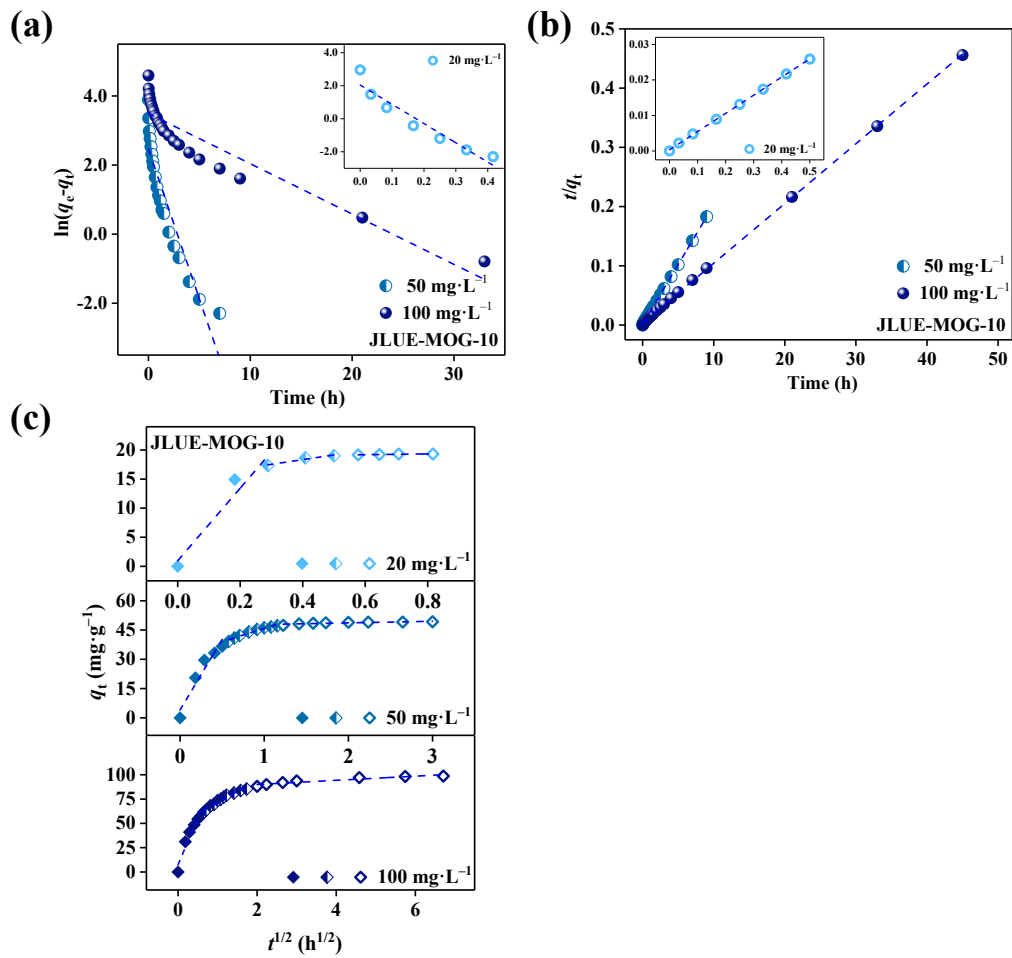 (a)
ln(qe-qt)
4.0
2.0
0.0
-2.0
0
10
20
30
Time (h)
50 mg·L⁻¹
100 mg·L⁻¹
JLUE-MOG-10
20 mg·L⁻¹
4.0
2.0
0.0
-2.0
0.0
0.1
0.2
0.3
0.4
(b)
t/qt
0.5
0.4
0.3
0.2
0.1
0.0
0
10
20
30
40
50
Time (h)
50 mg·L⁻¹
100 mg·L⁻¹
JLUE-MOG-10
0.03
0.02
0.01
0.00
0.0
0.1
0.2
0.3
0.4
0.5
20 mg·L⁻¹
(c)
JLUE-MOG-10
20
15
10
5
0
20 mg·L⁻¹
0.0 0.2 0.4 0.6 0.8
qt (mg·g⁻¹)
60
45
30
15
0
50 mg·L⁻¹
0 1 2 3
100
75
50
25
0
100 mg·L⁻¹
0 2 4 6
t1/2 (h1/2)